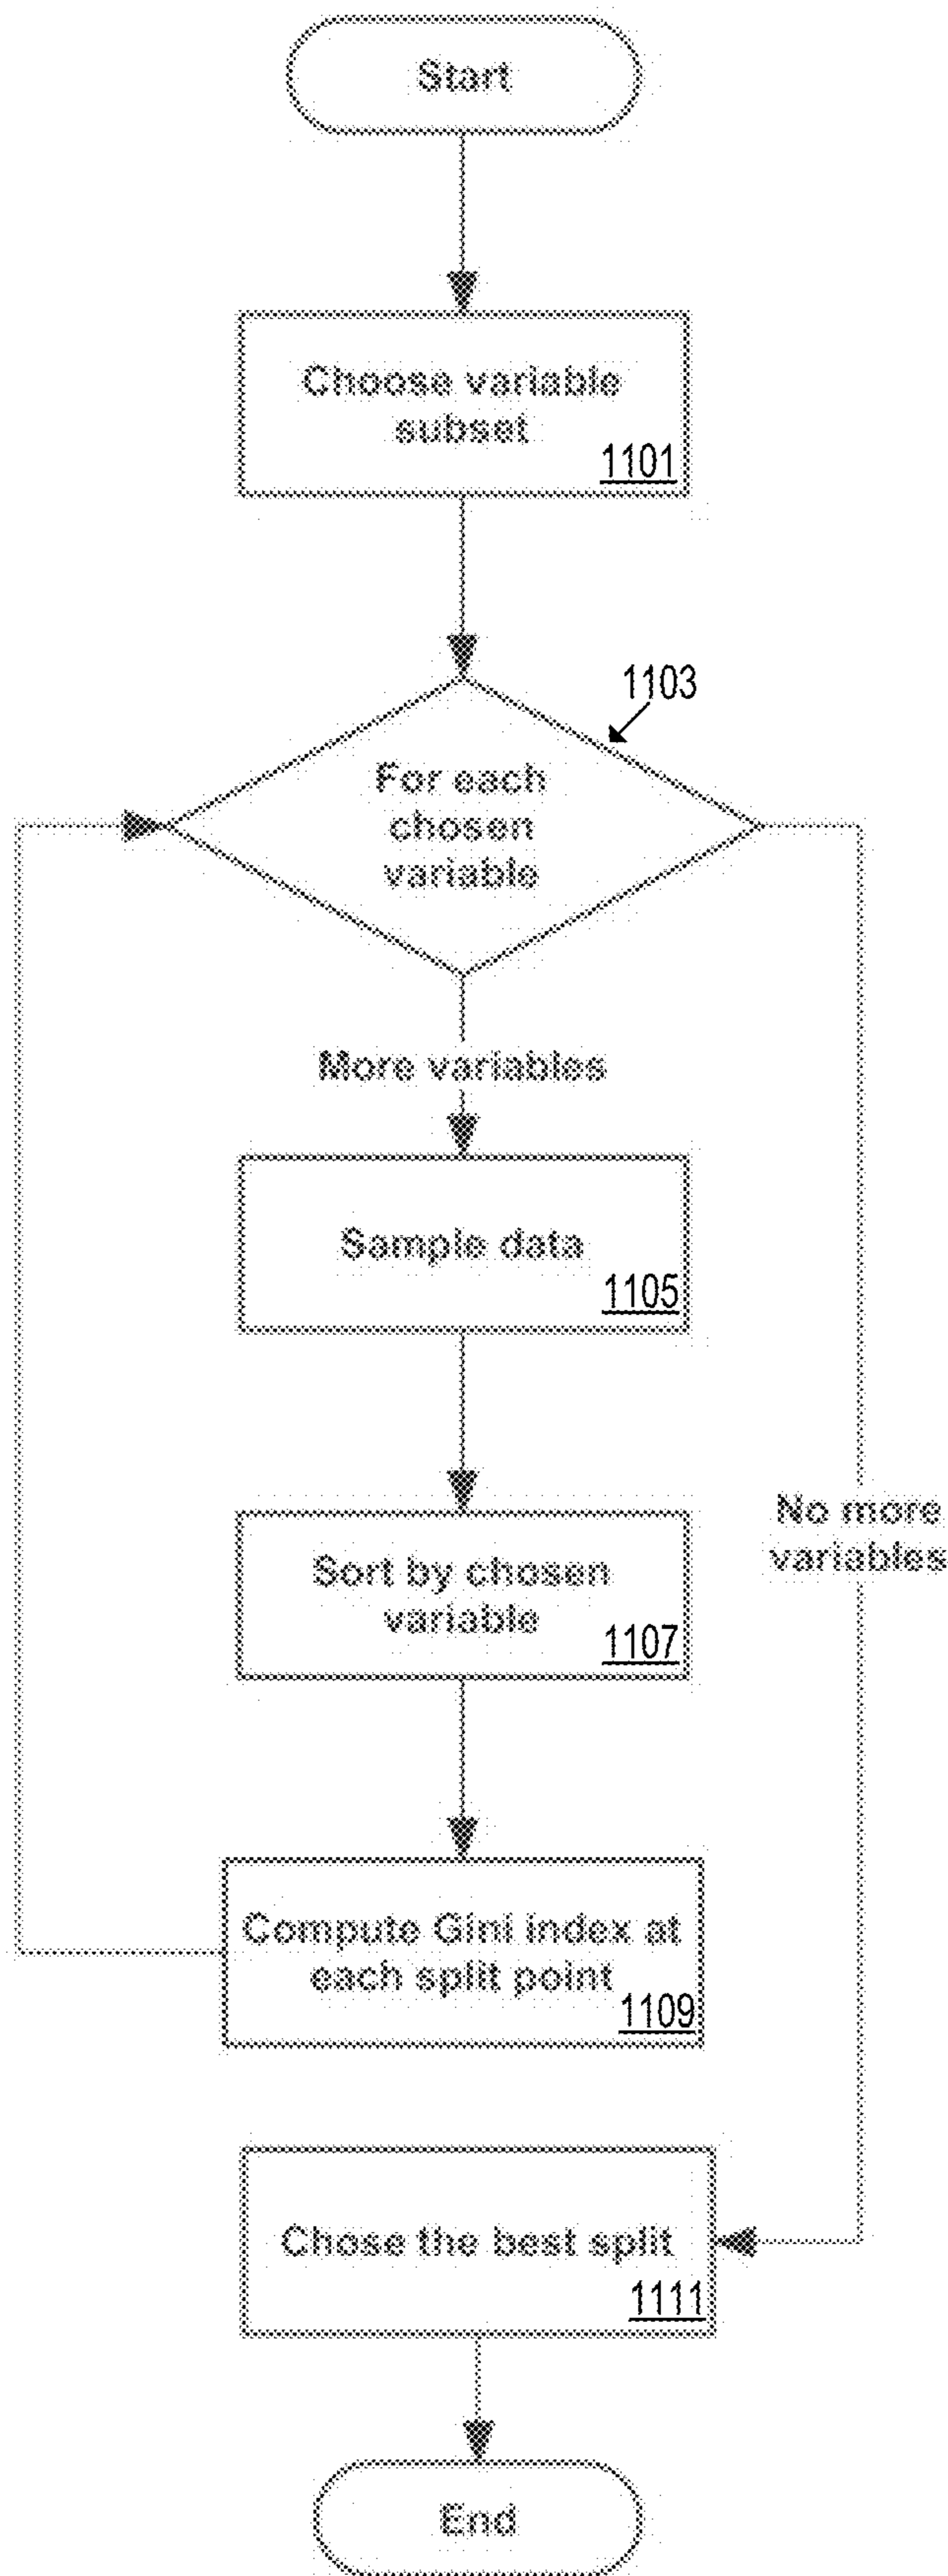 Start
Choose variable
subset
1101
1103
For each
chosen
variable
More variables
Sample data
1105
No more
variables
Sort by chosen
variable
1107
Compute Gini index at
each split point
1109
Chose the best split
1111
End